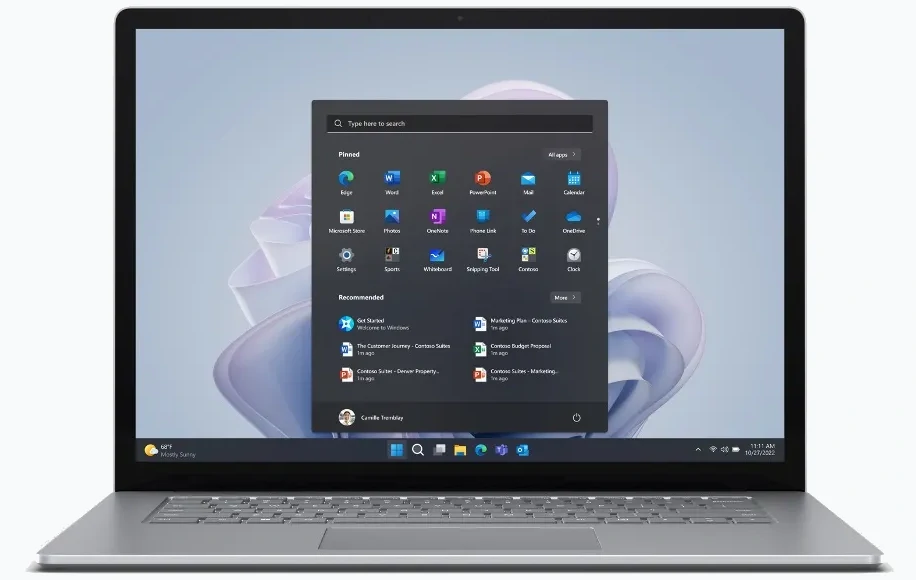 Type here to search
Pinned
All apps >
Edge
Word
Excel
PowerPoint
Mail
Calendar
Microsoft Store
Photos
OneNote
Phone Link
To Do
OneDrive
Settings
Sports
Whiteboard
Snipping Tool
Contoso
Clock
Recommended
More >
Get Started
Welcome to Windows
Marketing Plan - Contoso Suites
1m ago
The Customer Journey - Contoso Suites
1m ago
Contoso Budget Proposal
1m ago
Contoso Suites - Denver Property...
1m ago
Contoso Suites - Marketing...
1m ago
Camille Tremblay
68°F
Mostly Sunny
11:11 AM
10/27/2022